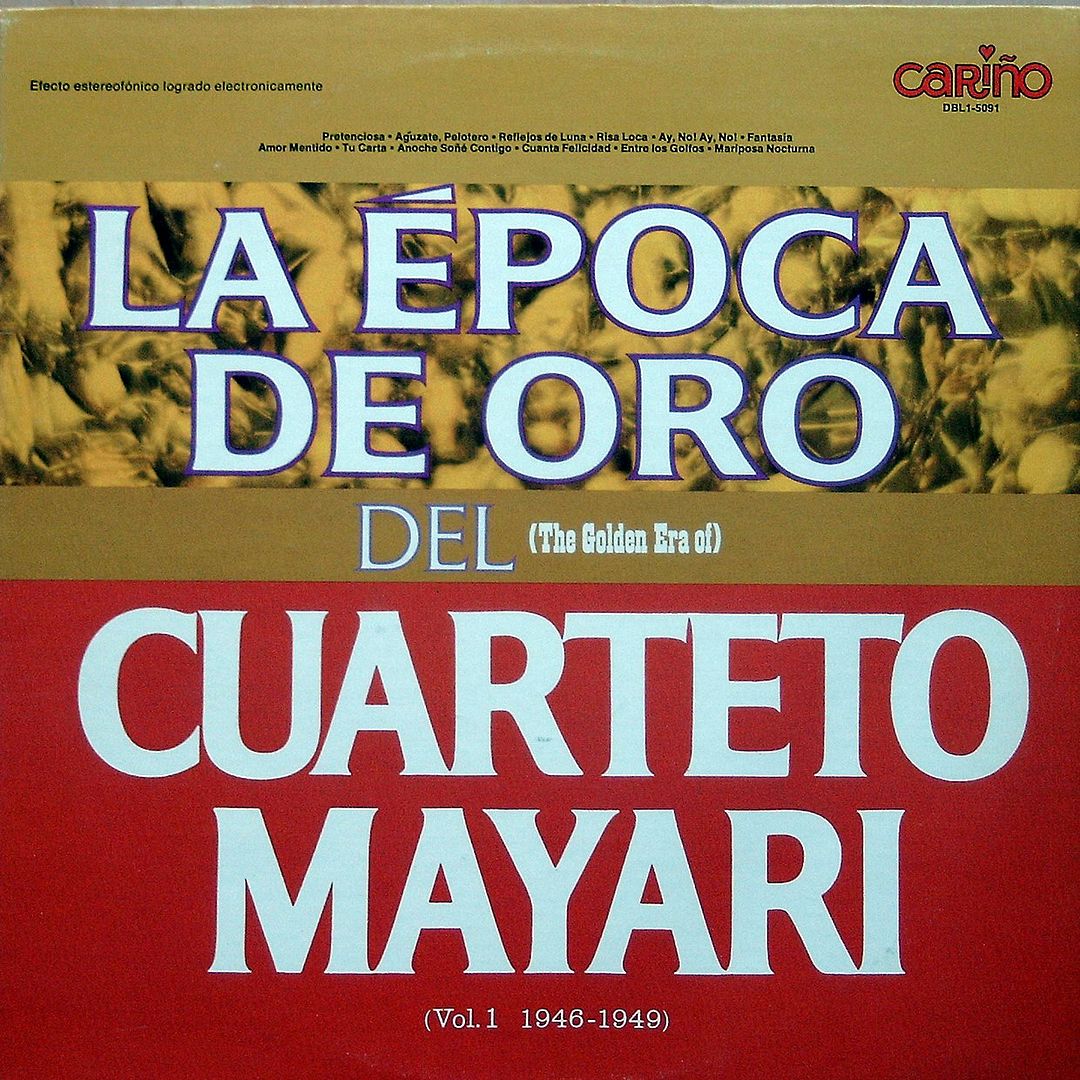 Efecto estereofónico logrado electronicamente
CARIÑO
DBL1-5091
Pretenciosa • Agúzate, Pelotero • Reflejos de Luna • Risa Loca • Ay, No! Ay, No! • Fantasía
Amor Mentido • Tu Carta • Anoche Soñé Contigo • Cuanta Felicidad • Entre los Golfos • Mariposa Nocturna
LA ÉPOCA
DE ORO
DEL (The Golden Era of)
CUARTETO
MAYARI
(Vol. 1 1946-1949)